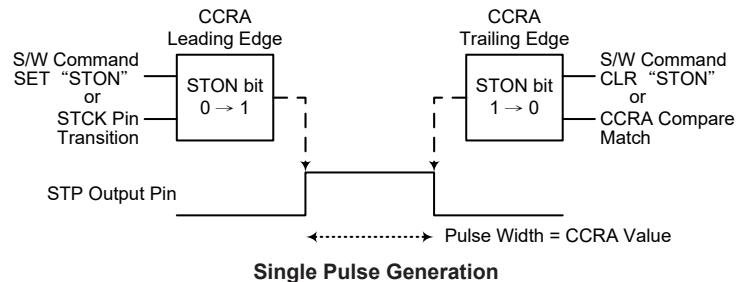 CCRA
Leading Edge
S/W Command
SET “STON”
or
STCK Pin
Transition
STON bit
0 → 1
CCRA
Trailing Edge
STON bit
1 → 0
S/W Command
CLR “STON”
or
CCRA Compare
Match
STP Output Pin
Pulse Width = CCRA Value
Single Pulse Generation